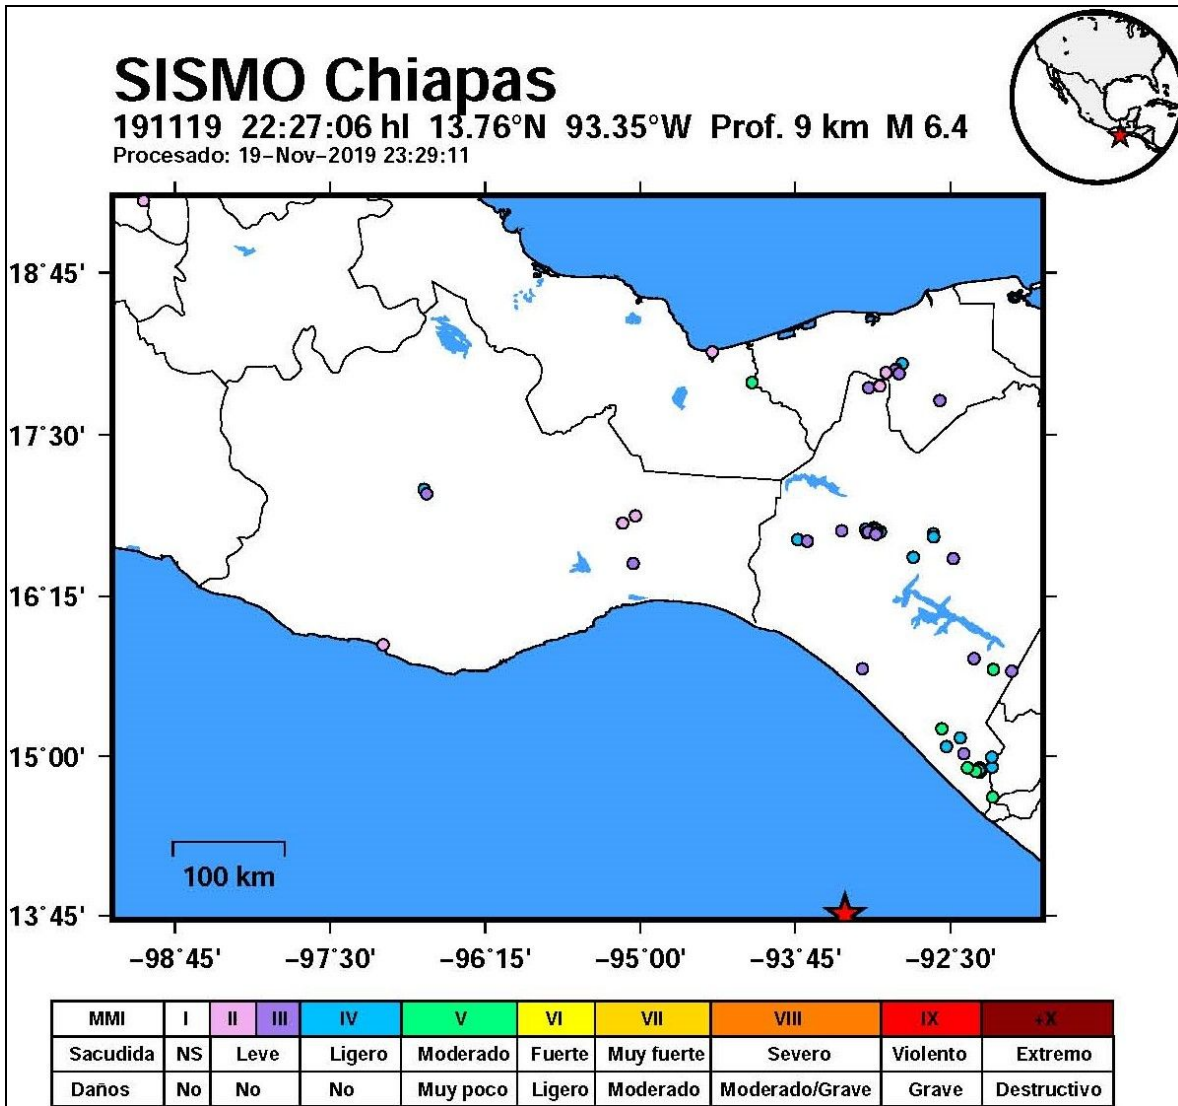 SISMO Chiapas
191119 22:27:06 hl 13.76°N 93.35°W Prof. 9 km M 6.4
Procesado: 19-Nov-2019 23:29:11
18°45'
17°30'
16°15'
15°00'
13°45'
100 km
-98°45' -97°30' -96°15' -95°00' -93°45' -92°30'
MMI I II III IV V VI VII VIII IX +X
Sacudida NS Leve Ligero Moderado Fuerte Muy fuerte Severo Violento Extremo
Daños No No No Muy poco Ligero Moderado Moderado/Grave Grave Destructivo